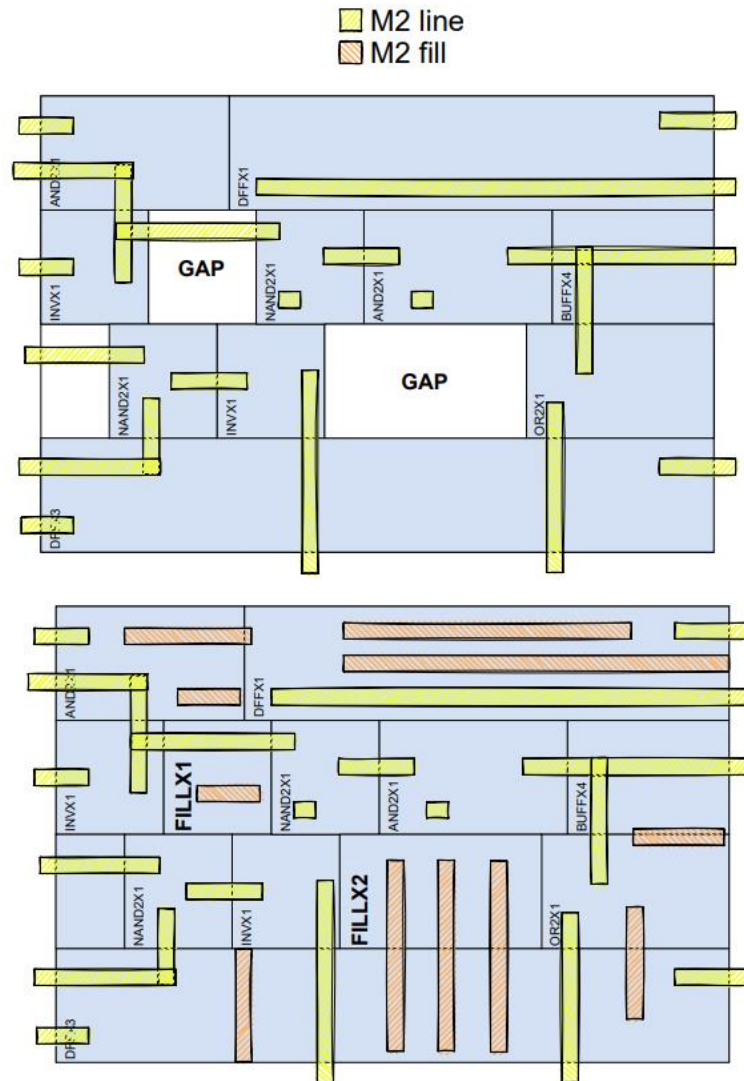 M2 line
M2 fill
AND2X1
DFFX1
INVX1
GAP
NAND2X1
AND2X1
BUFFX4
NAND2X1
INVX1
GAP
OR2X1
AND2X1
DFFX1
INVX1
FILLX1
NAND2X1
AND2X1
BUFFX4
NAND2X1
INVX1
FILLX2
OR2X1